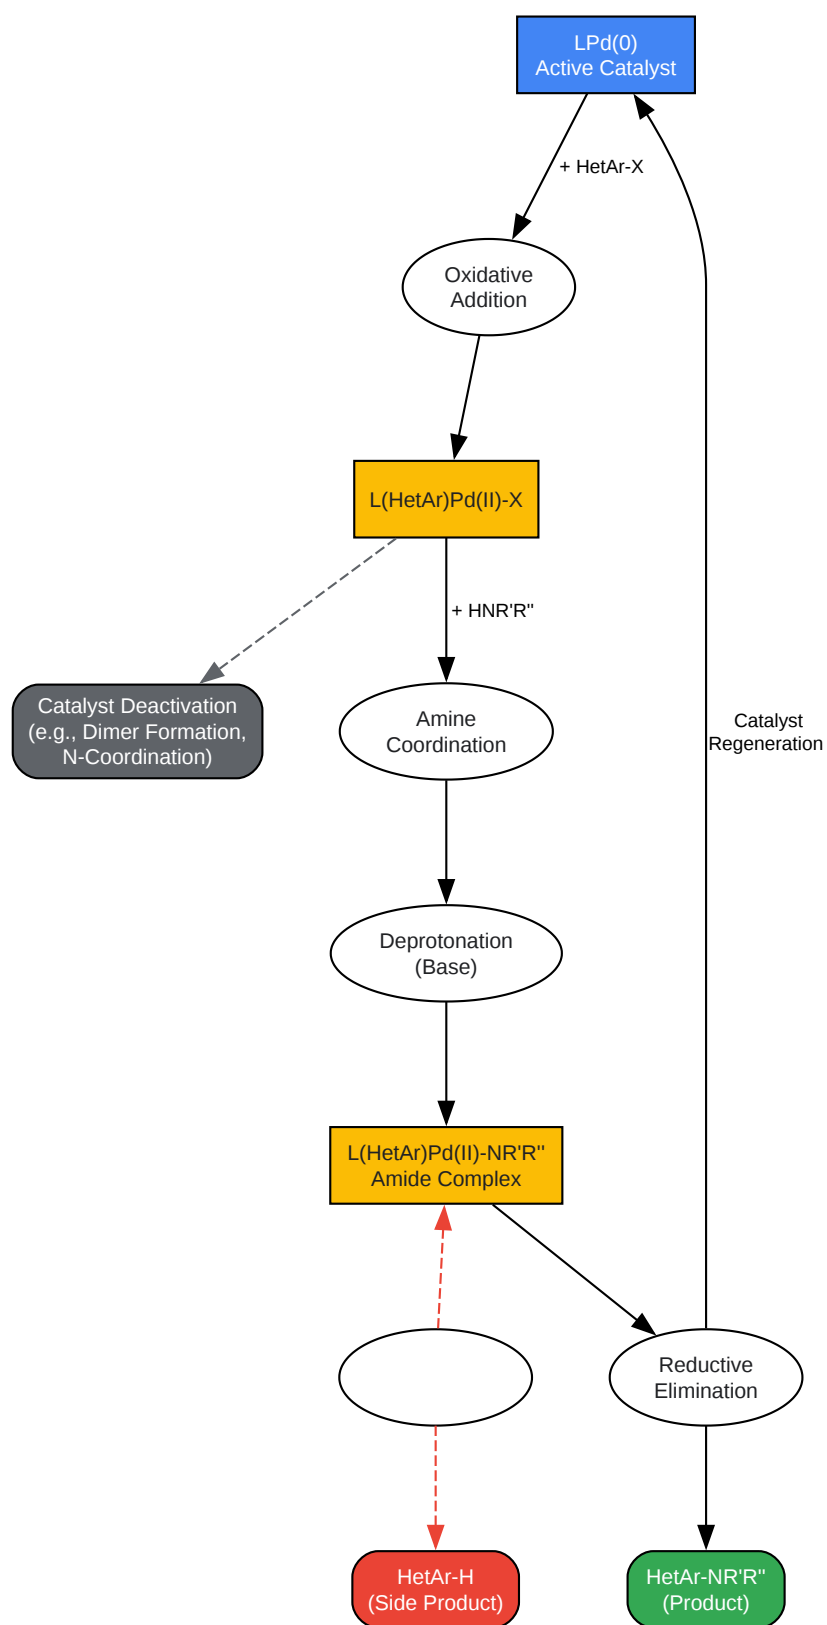 LPd(0)
Active Catalyst
+ HetAr-X
Oxidative
Addition
L(HetAr)Pd(II)-X
+ HNR'R''
Catalyst Deactivation
(e.g., Dimer Formation,
N-Coordination)
Amine
Coordination
Catalyst
Regeneration
Deprotonation
(Base)
L(HetAr)Pd(II)-NR'R''
Amide Complex
Reductive
Elimination
HetAr-H
(Side Product)
HetAr-NR'R''
(Product)